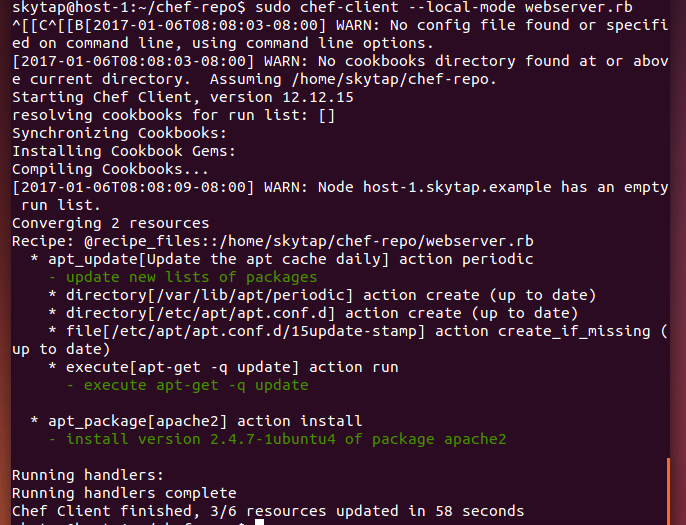 skytap@host-1:~/chef-repo$ sudo chef-client --local-mode webserver.rb
^[[C^[[B[2017-01-06T08:08:03-08:00] WARN: No config file found or specifi
ed on command line, using command line options.
[2017-01-06T08:08:03-08:00] WARN: No cookbooks directory found at or abov
e current directory.  Assuming /home/skytap/chef-repo.
Starting Chef Client, version 12.12.15
resolving cookbooks for run list: []
Synchronizing Cookbooks:
Installing Cookbook Gems:
Compiling Cookbooks...
[2017-01-06T08:08:09-08:00] WARN: Node host-1.skytap.example has an empty
 run list.
Converging 2 resources
Recipe: @recipe_files::/home/skytap/chef-repo/webserver.rb
  * apt_update[Update the apt cache daily] action periodic
    - update new lists of packages
    * directory[/var/lib/apt/periodic] action create (up to date)
    * directory[/etc/apt/apt.conf.d] action create (up to date)
    * file[/etc/apt/apt.conf.d/15update-stamp] action create_if_missing (
up to date)
    * execute[apt-get -q update] action run
      - execute apt-get -q update
  * apt_package[apache2] action install
    - install version 2.4.7-1ubuntu4 of package apache2
Running handlers:
Running handlers complete
Chef Client finished, 3/6 resources updated in 58 seconds